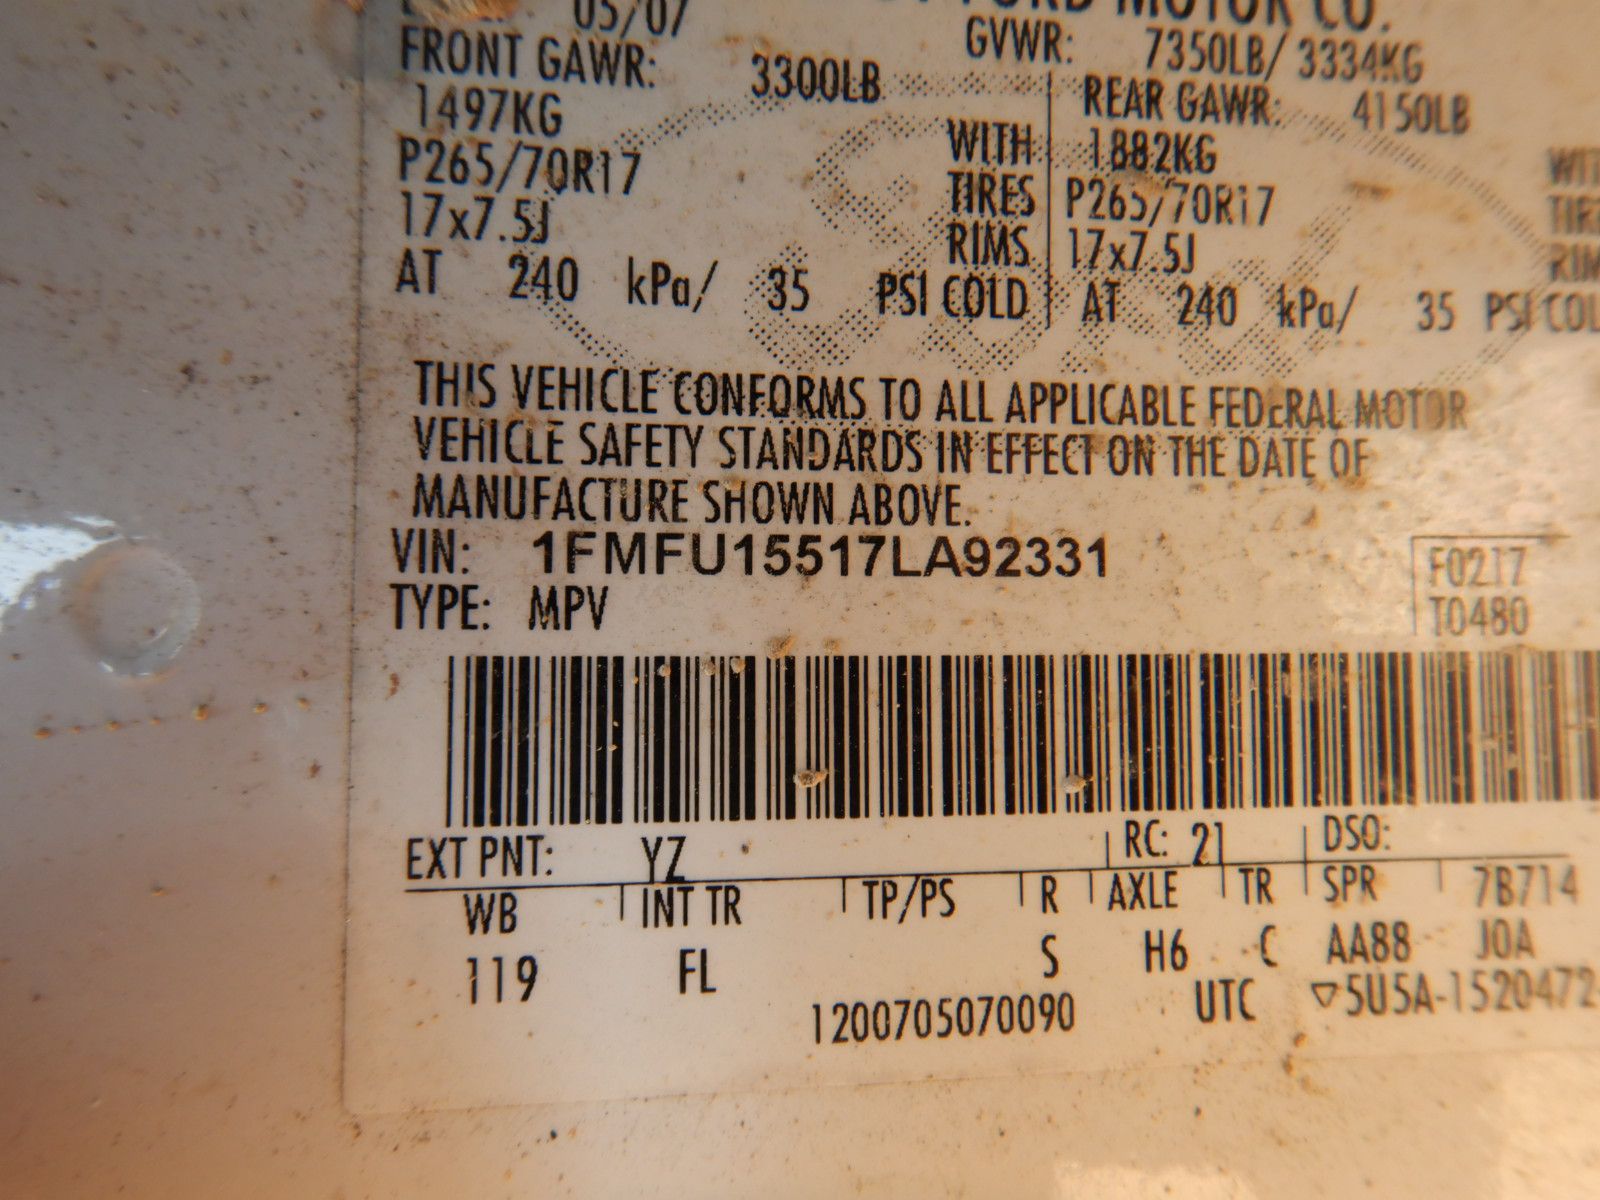 05/07 FORD MOTOR CO.
FRONT GAWR: 3300LB GVWR: 7350LB/ 3334KG
1497KG REAR GAWR: 4150LB
P265/70R17 WITH 1882KG
17x7.5J TIRES P265/70R17
RIMS 17x7.5J
AT 240 kPa/ 35 PSI COLD AT 240 kPa/ 35 PSI COL
THIS VEHICLE CONFORMS TO ALL APPLICABLE FEDERAL MOTOR
VEHICLE SAFETY STANDARDS IN EFFECT ON THE DATE OF
MANUFACTURE SHOWN ABOVE.
VIN: 1FMFU15517LA92331
F0217
TYPE: MPV
T0480
EXT PNT: YZ RC: 21 DSO:
WB INT TR TP/PS R AXLE TR SPR 7B714
119 FL S H6 C AA88 J0A
1200705070090 UTC ▽5U5A-1520472-